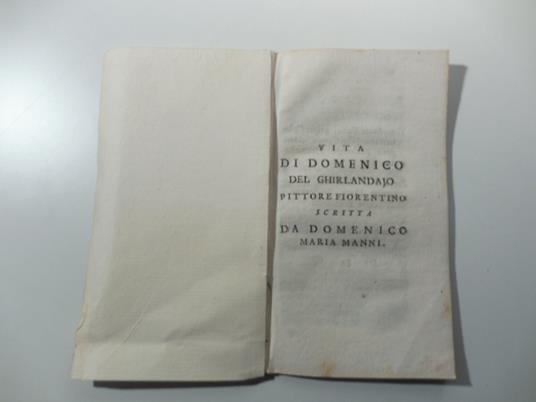 VITA
DI DOMENICO
DEL GHIRLANDAJO
PITTORE FIORENTINO
SCRITTA
DA DOMENICO
MARIA MANNI.